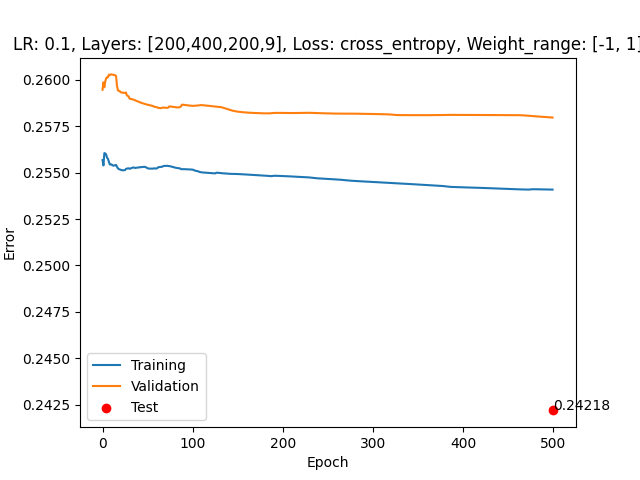 LR: 0.1, Layers: [200,400,200,9], Loss: cross_entropy, Weight_range: [-1, 1]
0.2600
0.2575
0.2550
0.2525
0.2500
0.2475
0.2450
0.2425
Error
Training
Validation
Test
0.24218
0 100 200 300 400 500
Epoch